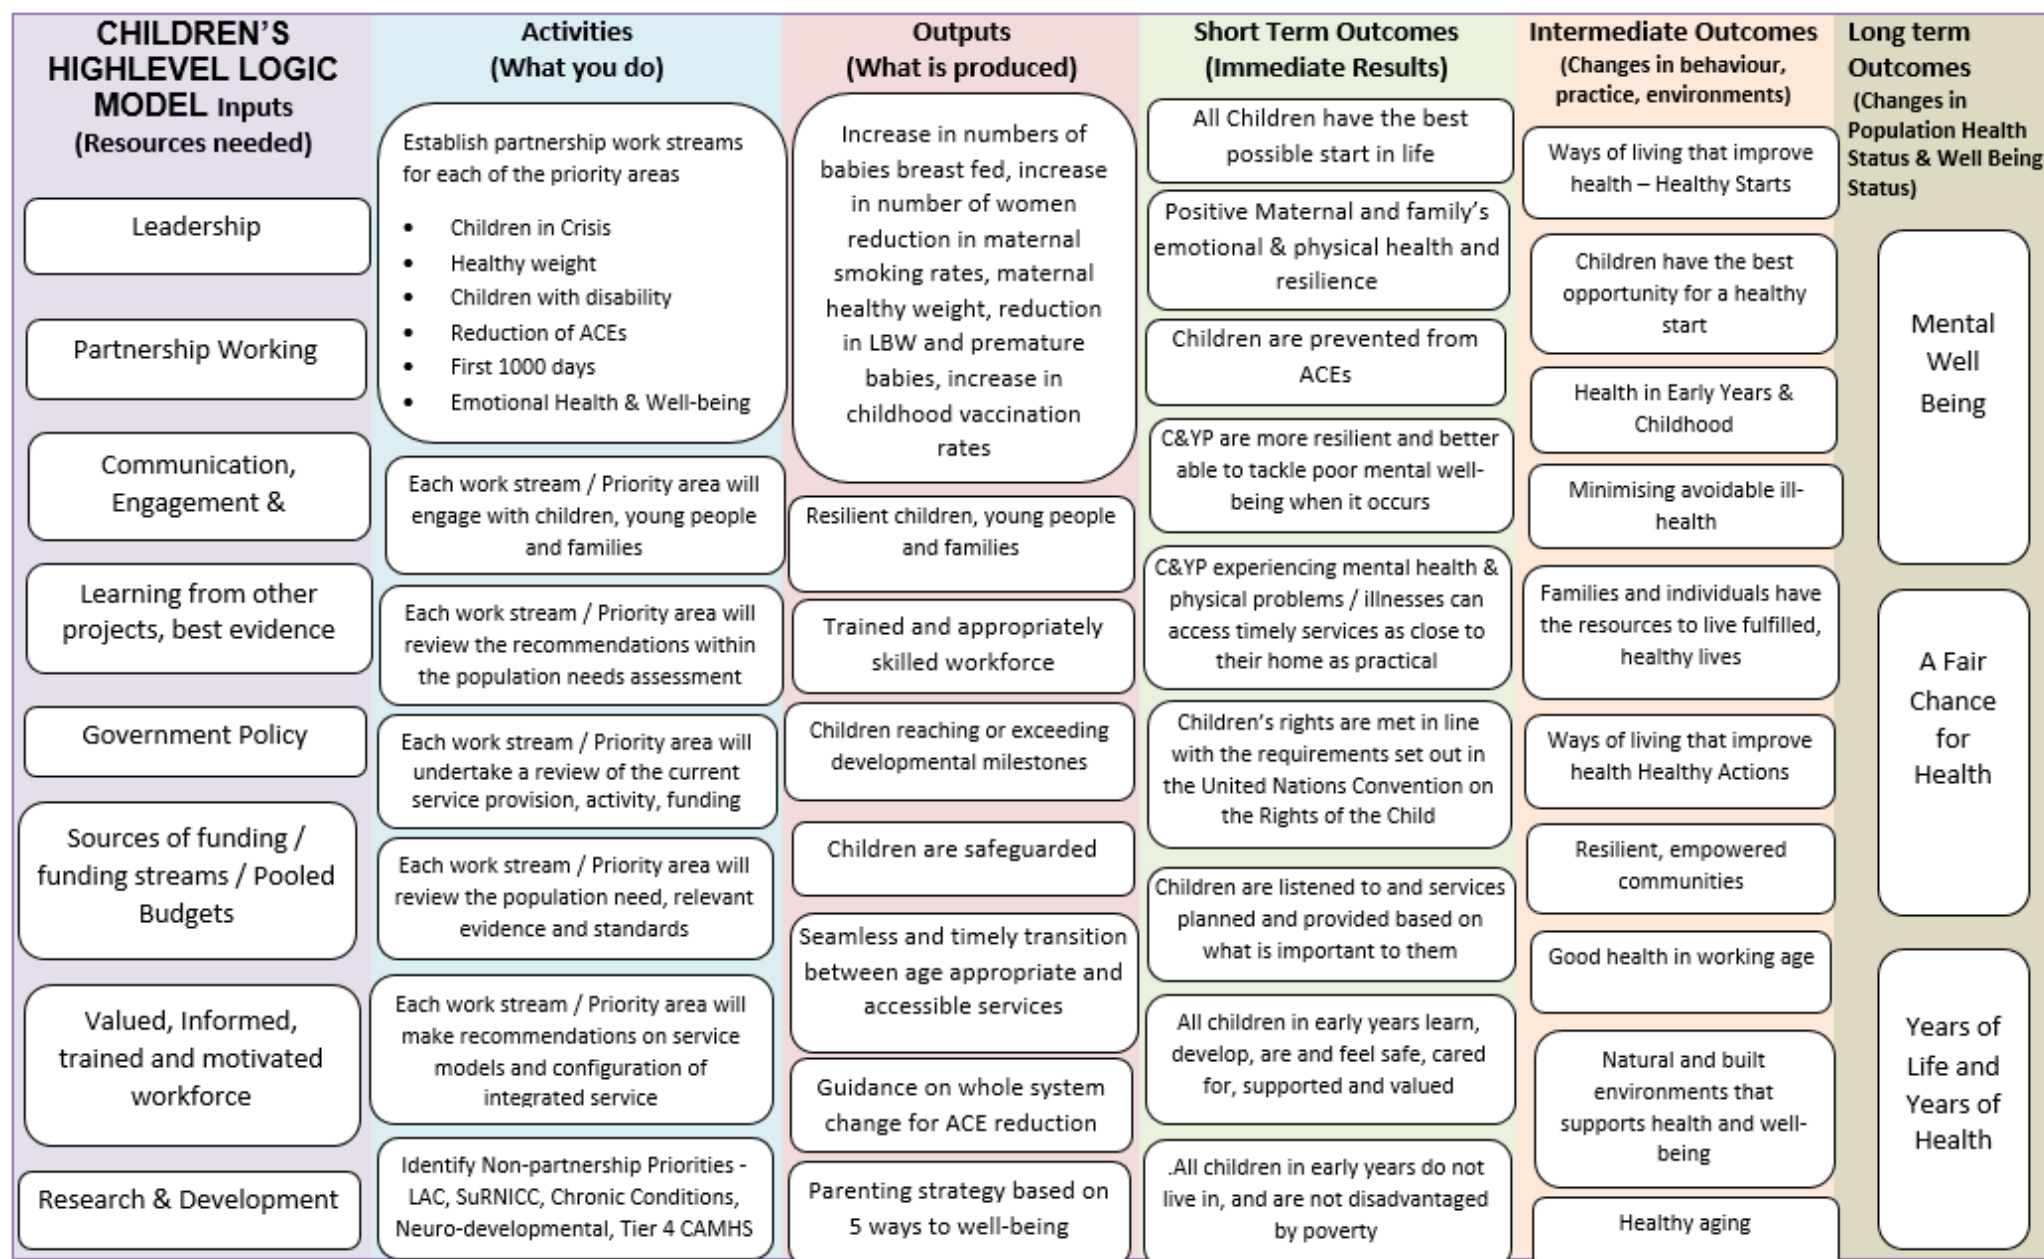 CHILDREN'S
HIGHLEVEL LOGIC
MODEL Inputs
(Resources needed)
Leadership
Partnership Working
Communication,
Engagement &
Learning from other
projects, best evidence
Government Policy
Sources of funding /
funding streams / Pooled
Budgets
Valued, Informed,
trained and motivated
workforce
Research & Development
Activities
(What you do)
Establish partnership work streams
for each of the priority areas
• Children in Crisis
• Healthy weight
• Children with disability
• Reduction of ACEs
• First 1000 days
• Emotional Health & Well-being
Each work stream / Priority area will
engage with children, young people
and families
Each work stream / Priority area will
review the recommendations within
the population needs assessment
Each work stream / Priority area will
undertake a review of the current
service provision, activity, funding
Each work stream / Priority area will
review the population need, relevant
evidence and standards
Each work stream / Priority area will
make recommendations on service
models and configuration of
integrated service
Identify Non-partnership Priorities -
LAC, SuRNICC, Chronic Conditions,
Neuro-developmental, Tier 4 CAMHS
Outputs
(What is produced)
Increase in numbers of
babies breast fed, increase
in number of women
reduction in maternal
smoking rates, maternal
healthy weight, reduction
in LBW and premature
babies, increase in
childhood vaccination
rates
Resilient children, young people
and families
Trained and appropriately
skilled workforce
Children reaching or exceeding
developmental milestones
Children are safeguarded
Seamless and timely transition
between age appropriate and
accessible services
Guidance on whole system
change for ACE reduction
Parenting strategy based on
5 ways to well-being
Short Term Outcomes
(Immediate Results)
All Children have the best
possible start in life
Positive Maternal and family's
emotional & physical health and
resilience
Children are prevented from
ACEs
C&YP are more resilient and better
able to tackle poor mental well-
being when it occurs
C&YP experiencing mental health &
physical problems / illnesses can
access timely services as close to
their home as practical
Children's rights are met in line
with the requirements set out in
the United Nations Convention on
the Rights of the Child
Children are listened to and services
planned and provided based on
what is important to them
All children in early years learn,
develop, are and feel safe, cared
for, supported and valued
.All children in early years do not
live in, and are not disadvantaged
by poverty
Intermediate Outcomes
(Changes in behaviour,
practice, environments)
Ways of living that improve
health – Healthy Starts
Children have the best
opportunity for a healthy
start
Health in Early Years &
Childhood
Minimising avoidable ill-
health
Families and individuals have
the resources to live fulfilled,
healthy lives
Ways of living that improve
health Healthy Actions
Resilient, empowered
communities
Good health in working age
Natural and built
environments that
supports health and well-
being
Healthy aging
Long term
Outcomes
(Changes in
Population Health
Status & Well Being
Status)
Mental
Well
Being
A Fair
Chance
for
Health
Years of
Life and
Years of
Health